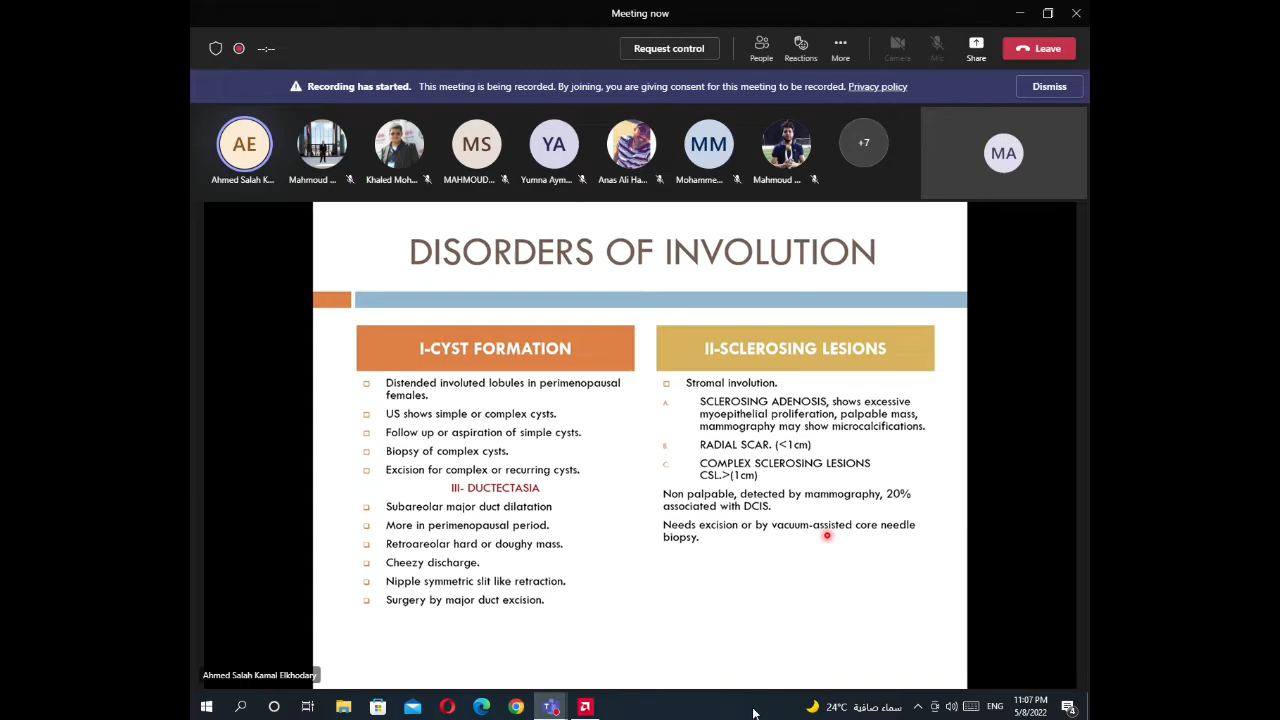 Meeting now
--:--
Request control
People
Reactions
More
Camera
Mic
Share
Leave
Recording has started. This meeting is being recorded. By joining, you are giving consent for this meeting to be recorded. Privacy policy
Dismiss
AE
MS
YA
MM
+7
MA
Ahmed Salah K...
Mahmoud ...
Khaled Moh...
MAHMOUD...
Yumna Aym...
Anas Ali Ha...
Mohamme...
Mahmoud ...
DISORDERS OF INVOLUTION
I-CYST FORMATION
Distended involuted lobules in perimenopausal
females.
US shows simple or complex cysts.
Follow up or aspiration of simple cysts.
Biopsy of complex cysts.
Excision for complex or recurring cysts.
III- DUCTECTASIA
Subareolar major duct dilatation
More in perimenopausal period.
Retroareolar hard or doughy mass.
Cheezy discharge.
Nipple symmetric slit like retraction.
Surgery by major duct excision.
II-SCLEROSING LESIONS
Stromal involution.
A. SCLEROSING ADENOSIS, shows excessive
myoepithelial proliferation, palpable mass,
mammography may show microcalcifications.
B. RADIAL SCAR. (<1cm)
C. COMPLEX SCLEROSING LESIONS
CSL.>(1cm)
Non palpable, detected by mammography, 20%
associated with DCIS.
Needs excision or by vacuum-assisted core needle
biopsy.
Ahmed Salah Kamal Elkhodary
24°C سماء صافية
ENG
11:07 PM
5/8/2022
4